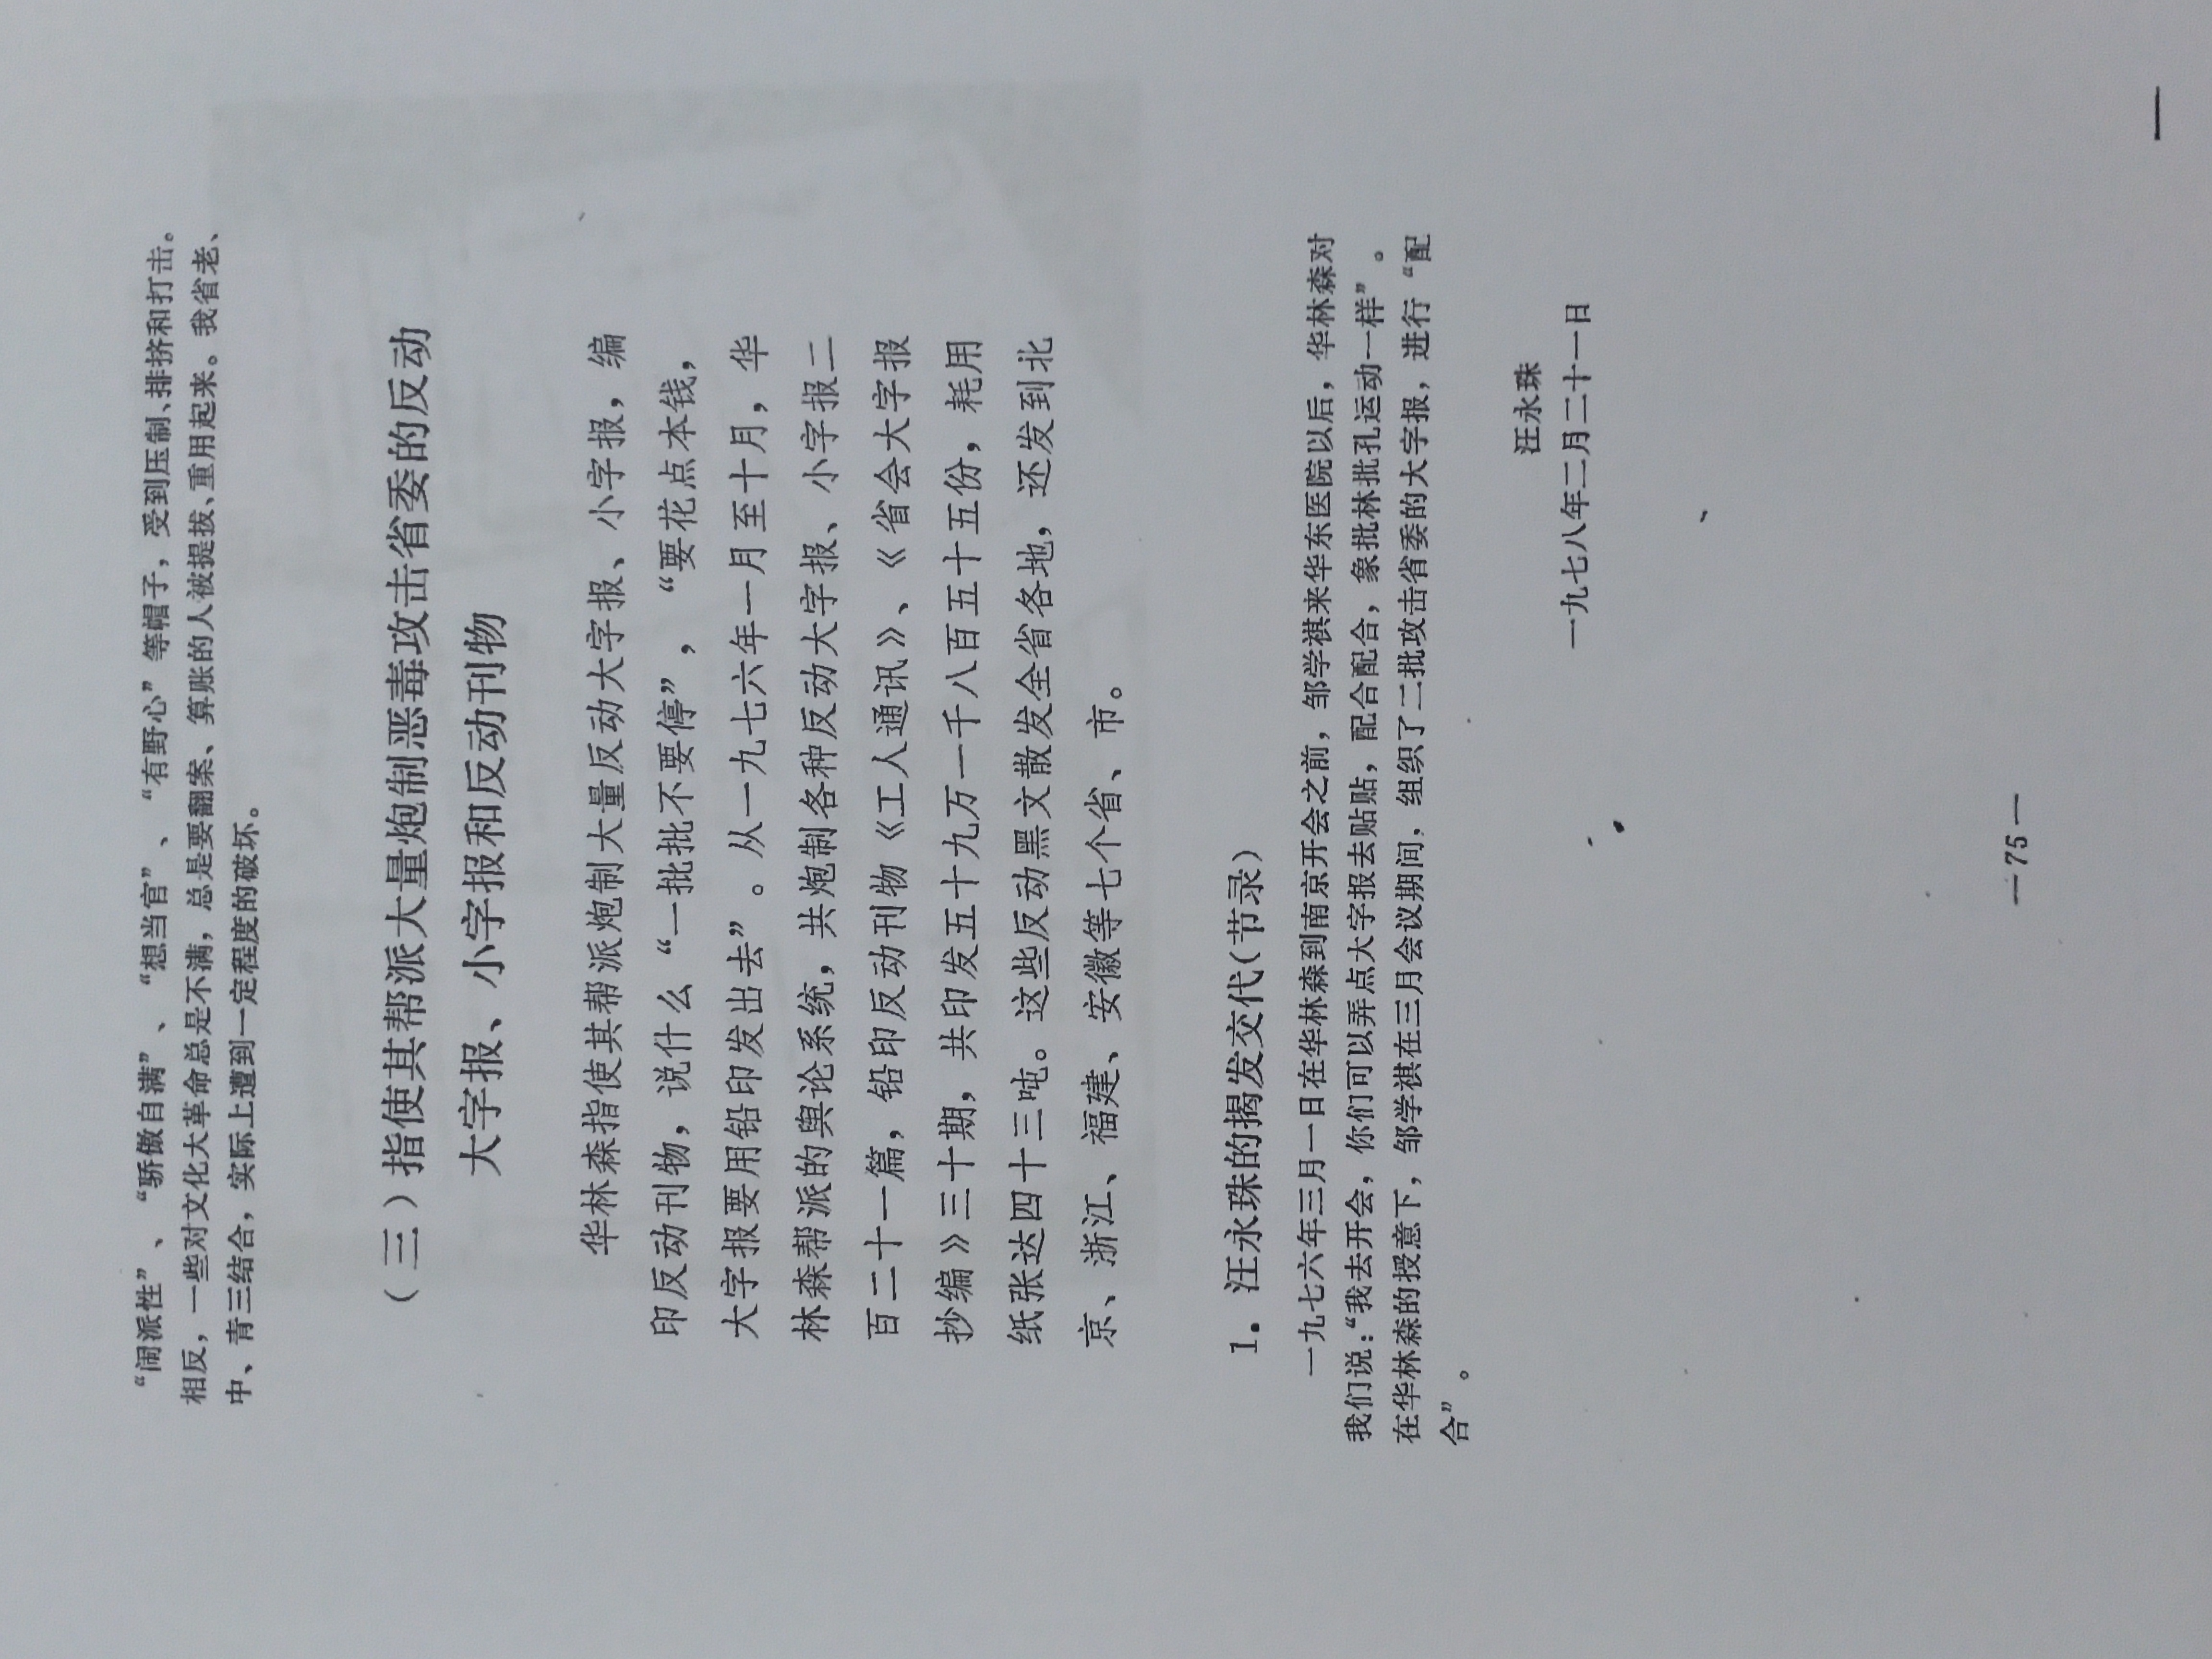 “闹派性”、“骄傲自满”、“想当官”、“有野心”等帽子，受到压制、排挤和打击。
相反，一些对文化大革命总是不满，总是要翻案、算账的人被提拔、重用起来。我省老、
中、青三结合，实际上遭到一定程度的破坏。
（三）指使其帮派大量炮制恶毒攻击省委的反动
大字报、小字报和反动刊物
华林森指使其帮派炮制大量反动大字报、小字报，编
印反动刊物，说什么“一批批不要停”，“要花点本钱，
大字报要用铅印发出去”。从一九七六年一月至十月，华
林森帮派的舆论系统，共炮制各种反动大字报、小字报二
百二十一篇，铅印反动刊物《工人通讯》、《省会大字报
抄编》三十期，共印发五十九万一千八百五十五份，耗用
纸张达四十三吨。这些反动黑文散发全省各地，还发到北
京、浙江、福建、安徽等七个省、市。
1．汪永珠的揭发交代（节录）
一九七六年三月一日在华林森到南京开会之前，邹学祺来华东医院以后，华林森对
我们说：“我去开会，你们可以弄点大字报去贴贴，配合配合，象批林批孔运动一样”。
在华林森的授意下，邹学祺在三月会议期间，组织了二批攻击省委的大字报，进行“配
合”。
汪永珠
一九七八年二月二十一日
—75—